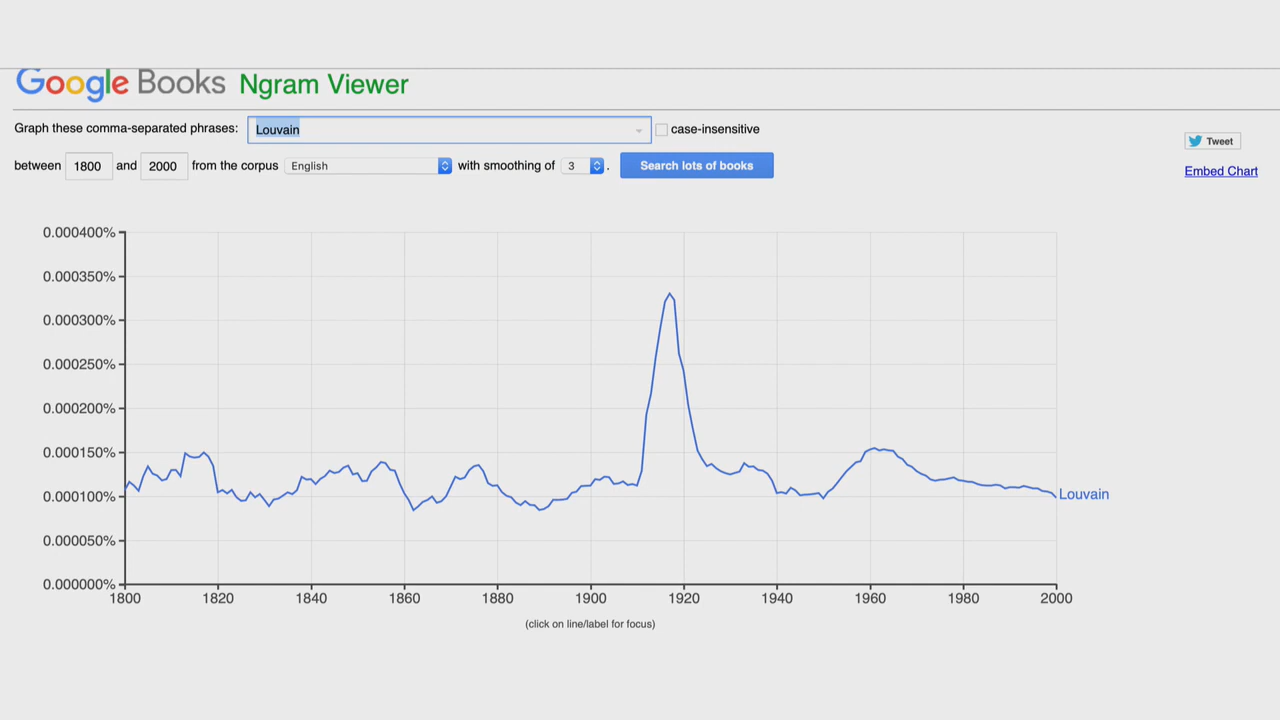 Google Books Ngram Viewer
Graph these comma-separated phrases: Louvain case-insensitive
between 1800 and 2000 from the corpus English with smoothing of 3 . Search lots of books
Tweet
Embed Chart
0.000400%
0.000350%
0.000300%
0.000250%
0.000200%
0.000150%
0.000100%
0.000050%
0.000000%
Louvain
1800 1820 1840 1860 1880 1900 1920 1940 1960 1980 2000
(click on line/label for focus)